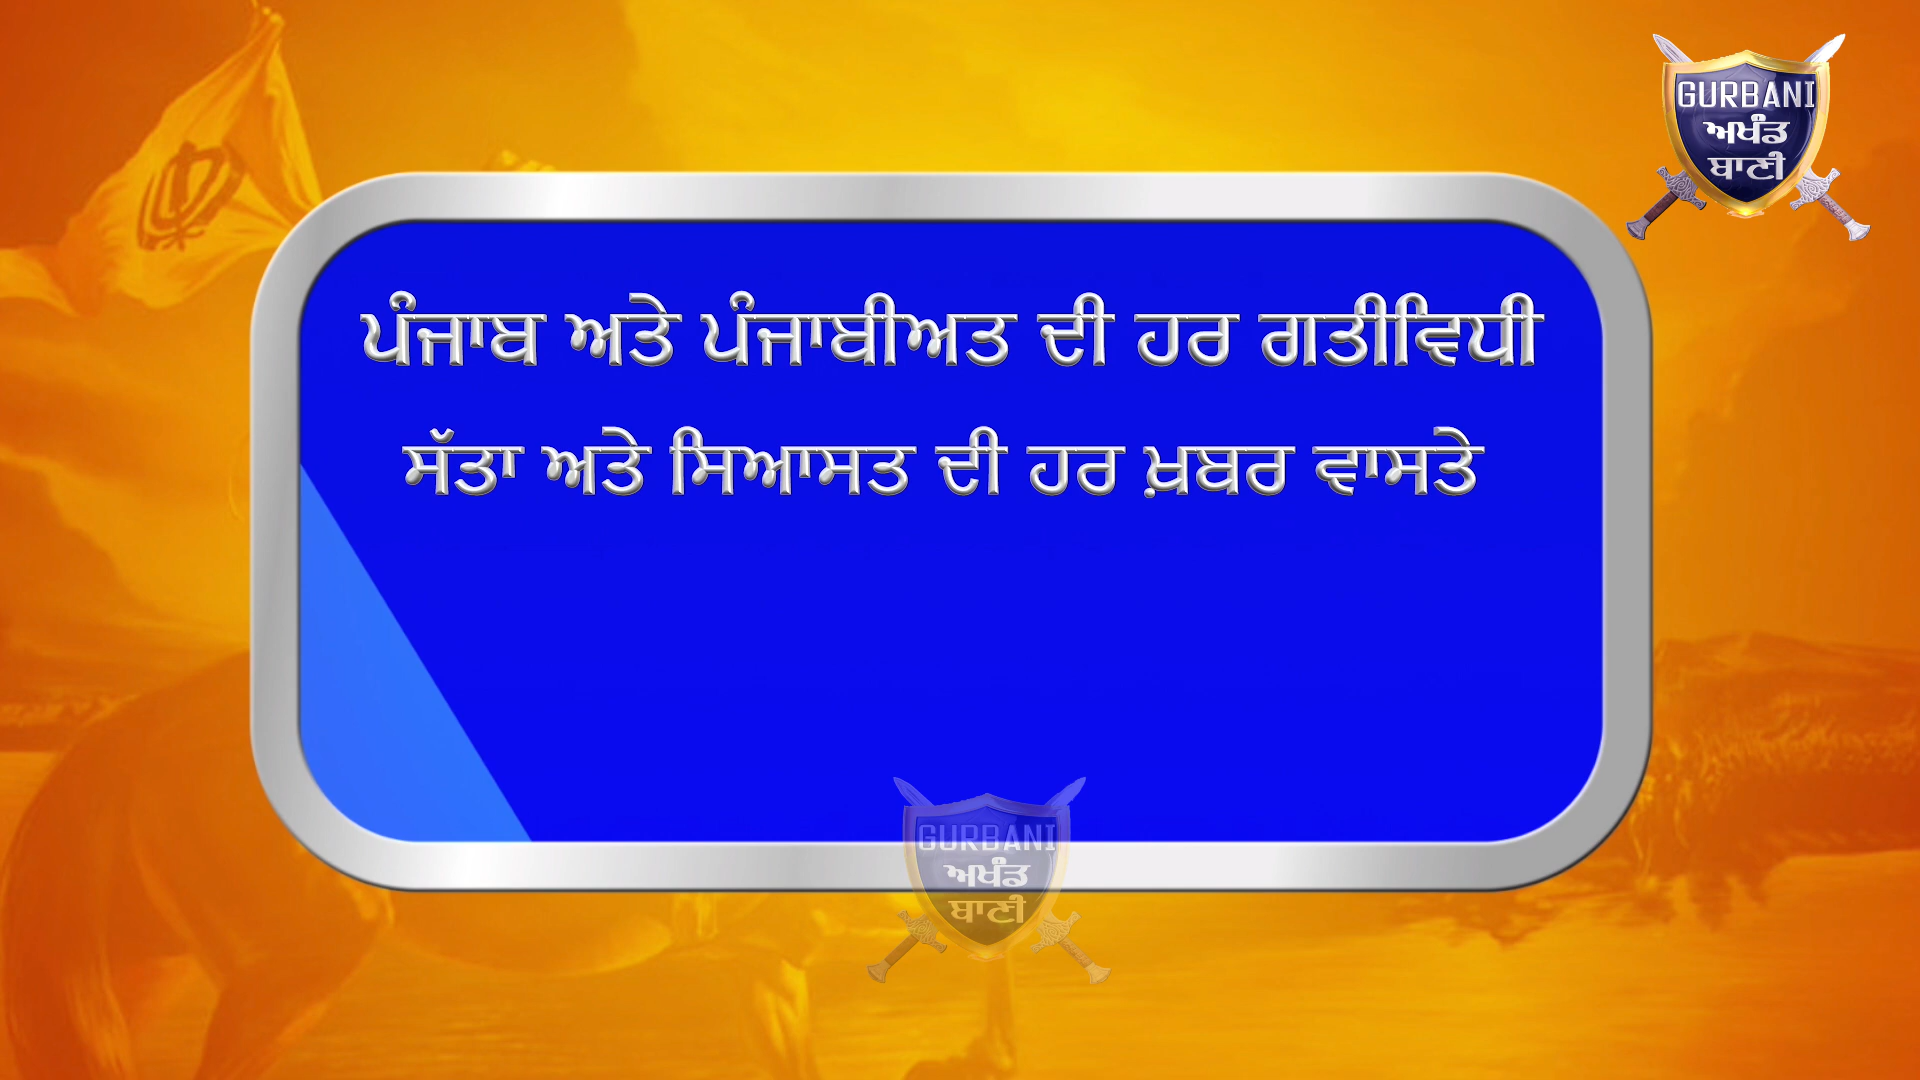 GURBANI
ਅਖੰਡ
ਬਾਣੀ
ਪੰਜਾਬ ਅਤੇ ਪੰਜਾਬੀਅਤ ਦੀ ਹਰ ਗਤੀਵਿਧੀ
ਸੱਤਾ ਅਤੇ ਸਿਆਸਤ ਦੀ ਹਰ ਖ਼ਬਰ ਵਾਸਤੇ
GURBANI
ਅਖੰਡ
ਬਾਣੀ